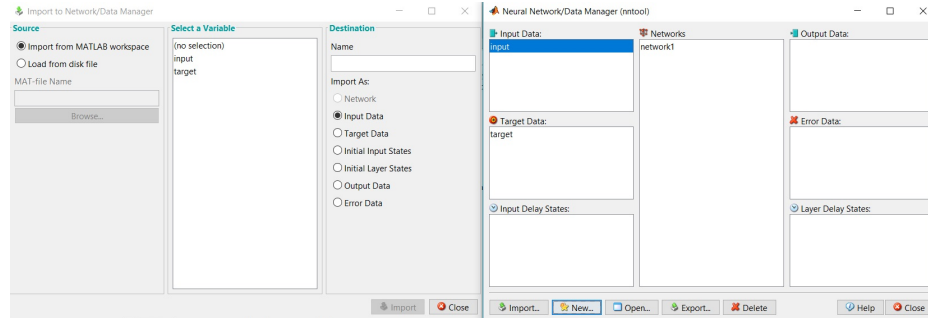 Import to Network/Data Manager
Source
Import from MATLAB workspace
Load from disk file
MAT-file Name
Browse...
Select a Variable
(no selection)
input
target
Destination
Name
Import As:
Network
Input Data
Target Data
Initial Input States
Initial Layer States
Output Data
Error Data
Import
Close
Neural Network/Data Manager (nntool)
Input Data:
input
Networks
network1
Output Data:
Target Data:
target
Error Data:
Input Delay States:
Layer Delay States:
Import...
New...
Open...
Export...
Delete
Help
Close